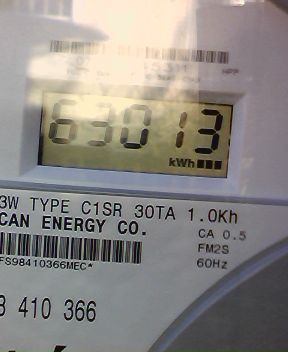 63013
kWh
3W TYPE C1SR 30TA 1.0Kh
CAN ENERGY CO.
CA 0.5
FM2S
FS98410366MEC*
60Hz
3 410 366